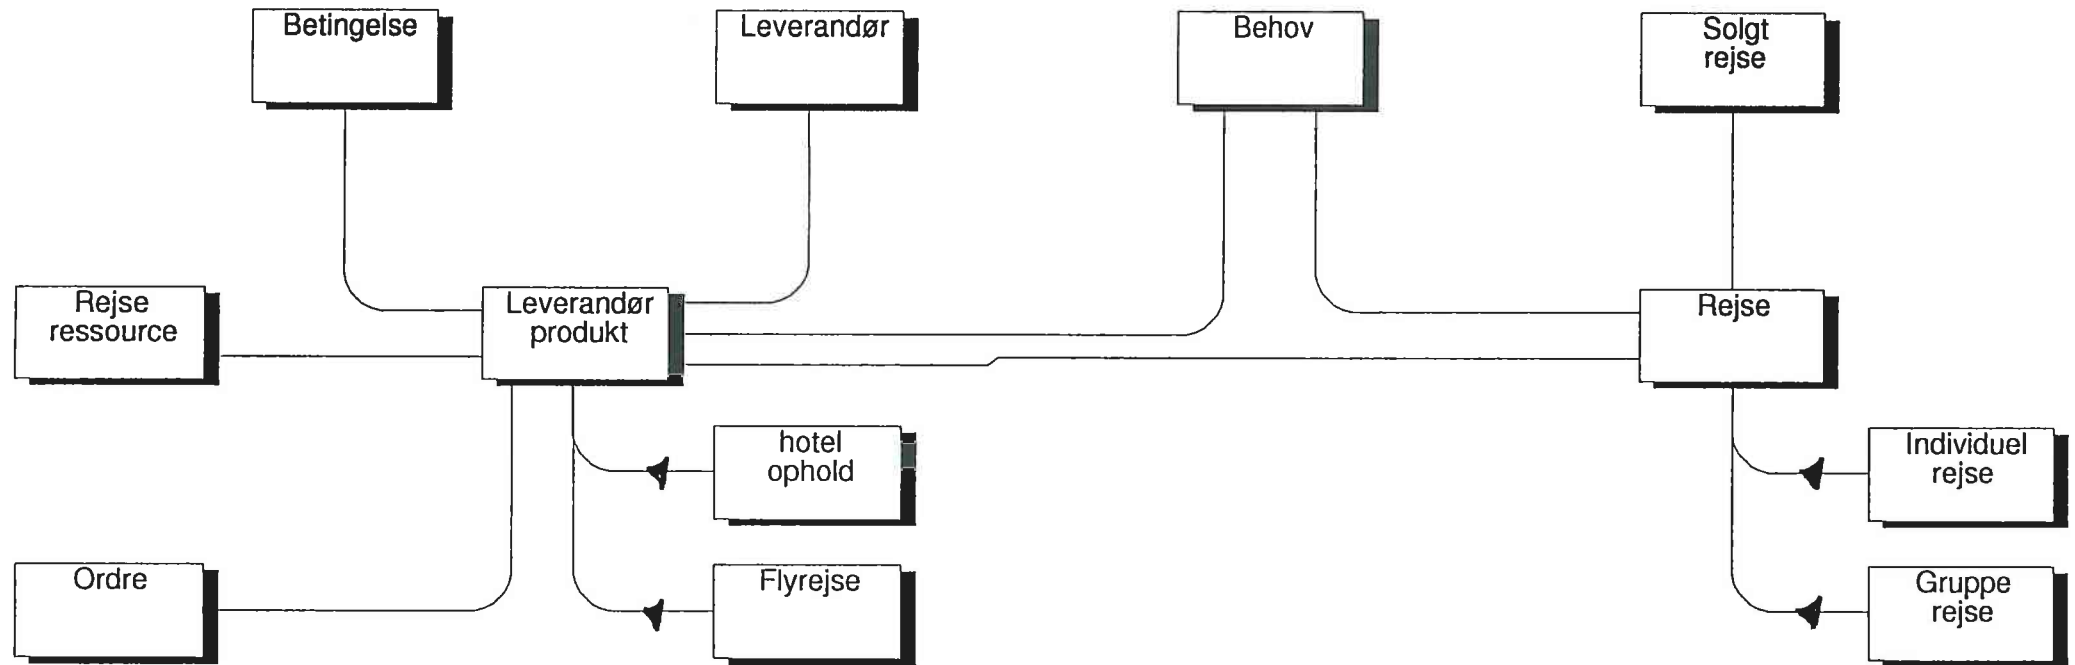 Betingelse
Leverandør
Behov
Solgt
rejse
Rejse
ressource
Leverandør
produkt
Rejse
hotel
ophold
Individuel
rejse
Ordre
Flyrejse
Gruppe
rejse